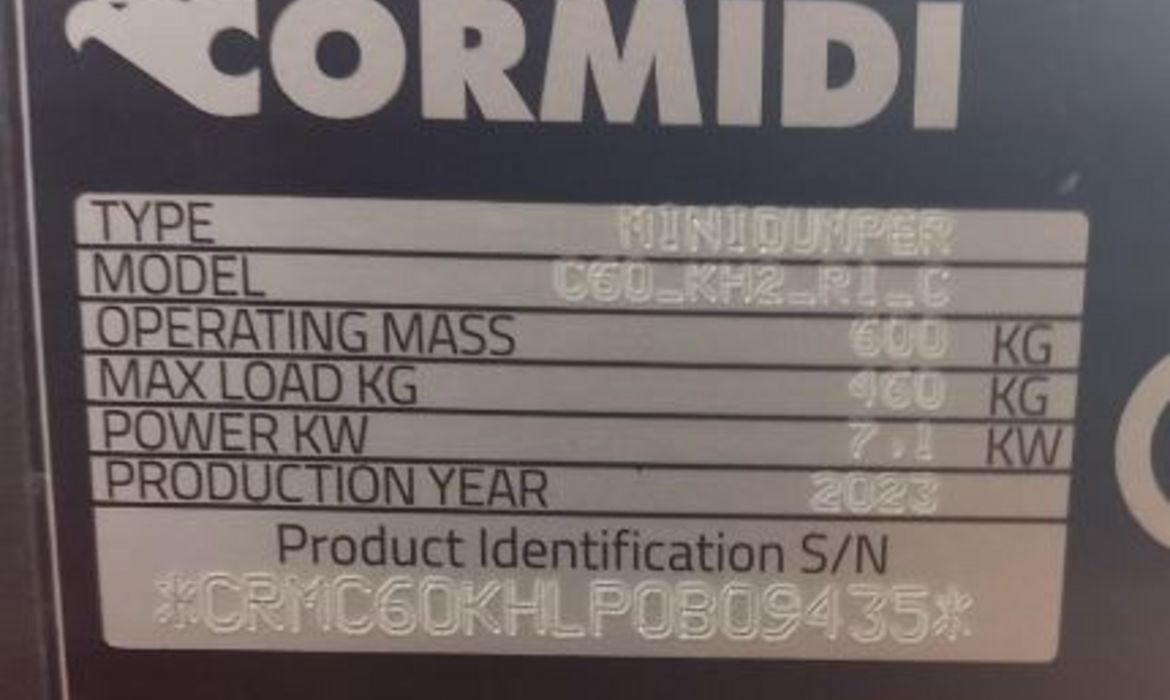 CORMIDI
TYPE MINIDUMPER
MODEL C60_KH2_RI_C
OPERATING MASS 600 KG
MAX LOAD KG 460 KG
POWER KW 7.1 KW
PRODUCTION YEAR 2023
Product Identification S/N
*CRMC60KHLP0B09435*